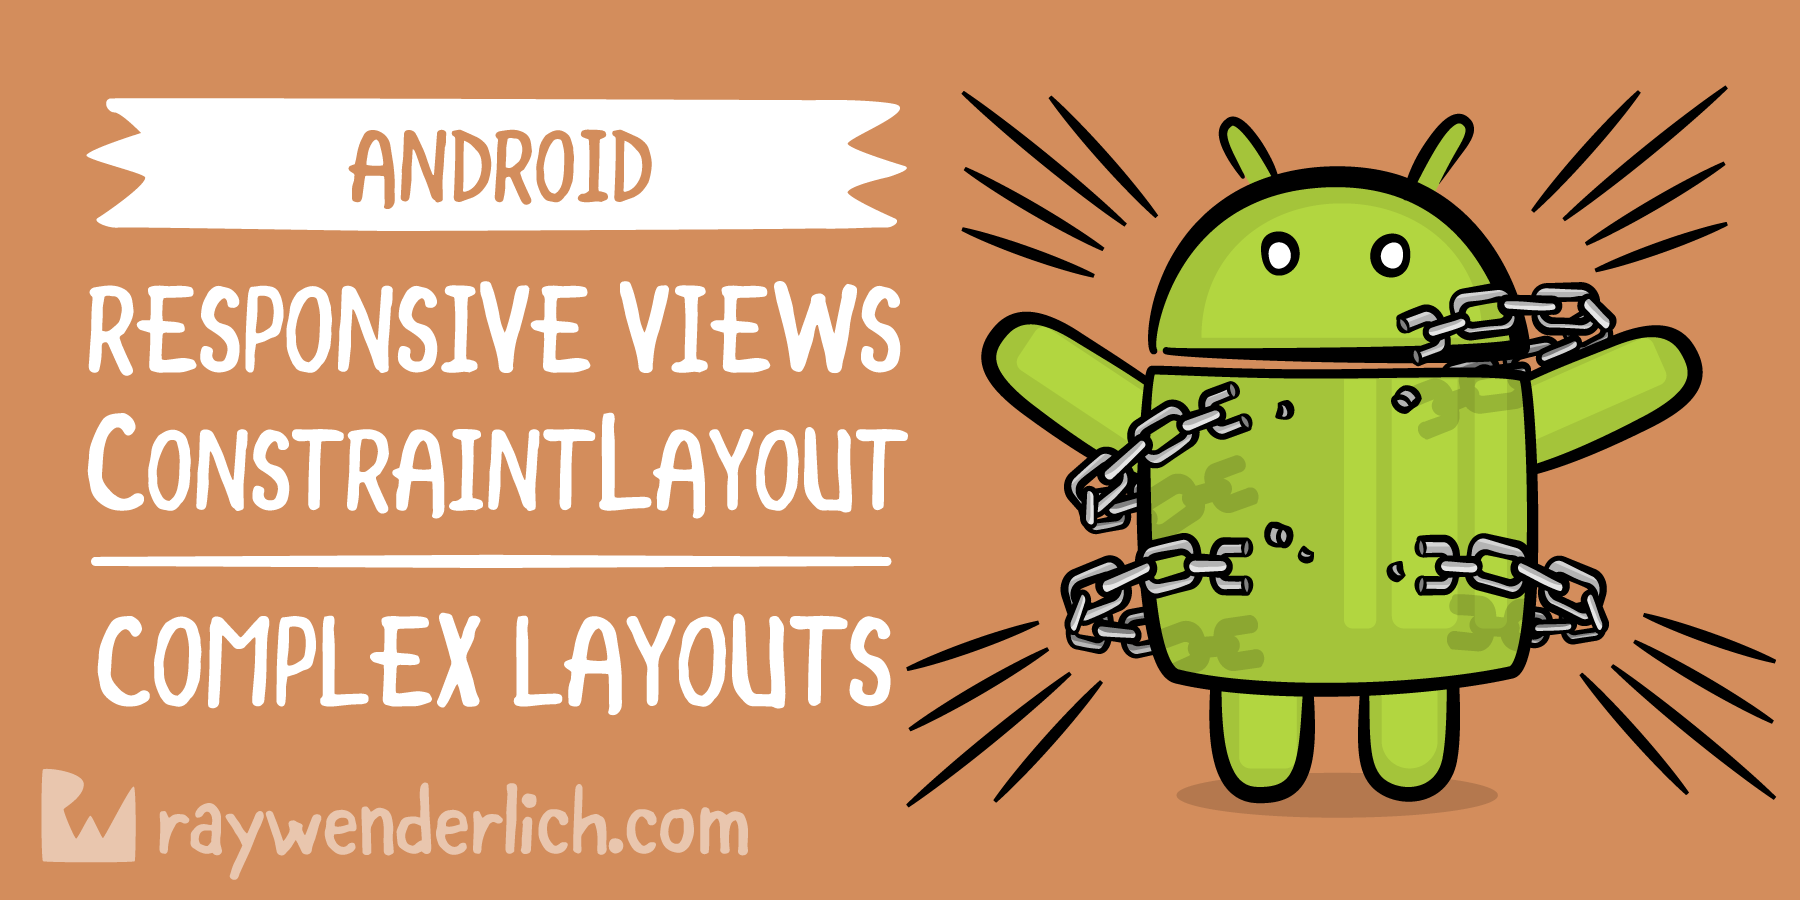 ANDROID
RESPONSIVE VIEWS
CONSTRAINTLAYOUT
COMPLEX LAYOUTS
raywenderlich.com